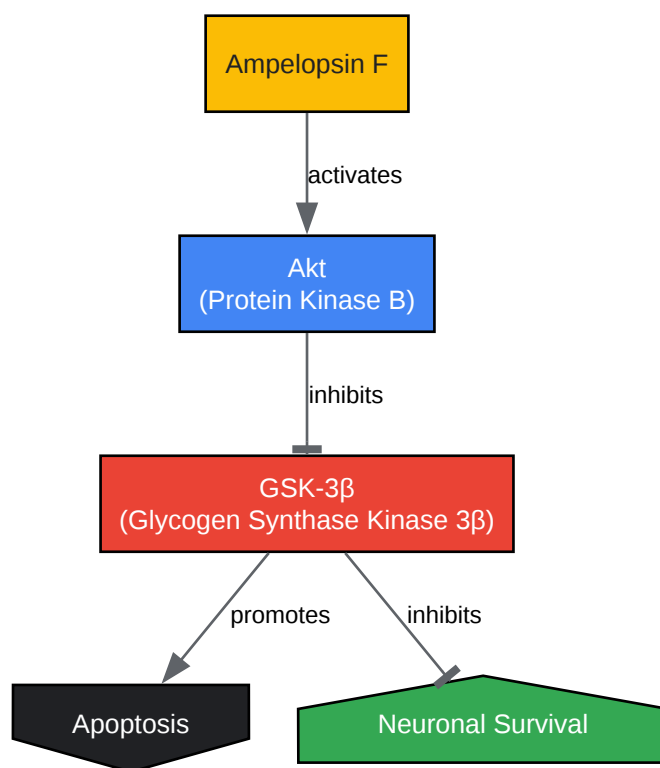 Ampelopsin F
activates
Akt
(Protein Kinase B)
inhibits
GSK-3β
(Glycogen Synthase Kinase 3β)
promotes
inhibits
Apoptosis
Neuronal Survival